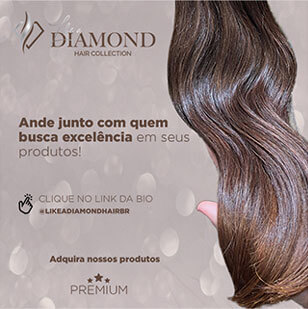 Like a
DIAMOND
HAIR COLLECTION
Ande junto com quem
busca excelência em seus
produtos!
CLIQUE NO LINK DA BIO
@LIKEADIAMONDHAIRBR
Adquira nossos produtos
PREMIUM